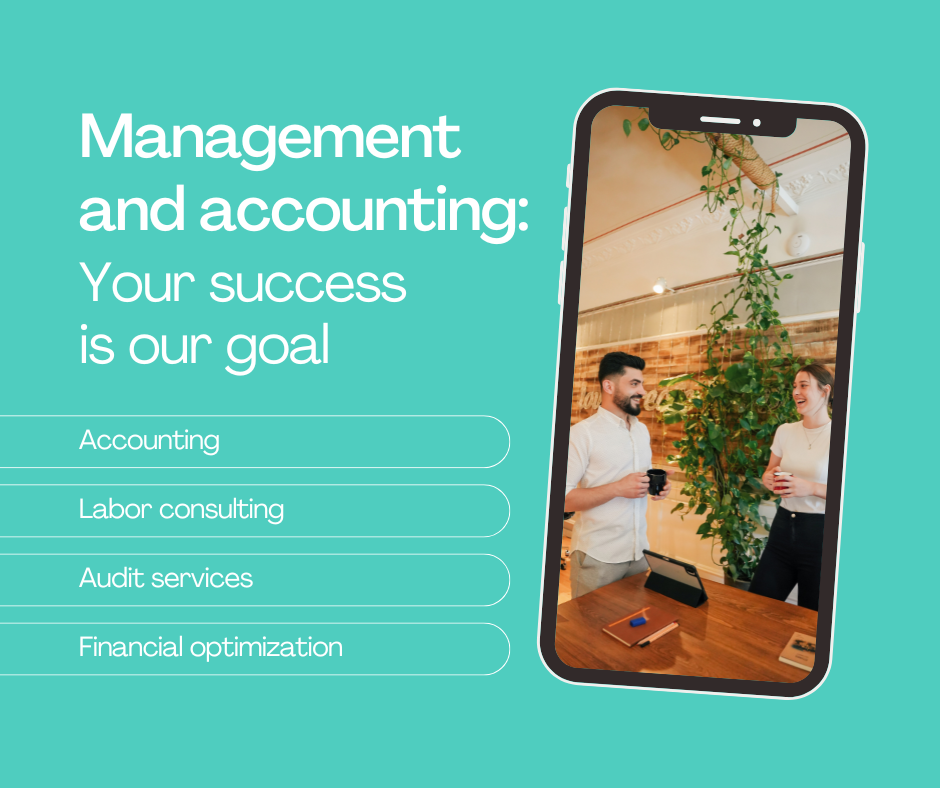 Management
and accounting:
Your success
is our goal
Accounting
Labor consulting
Audit services
Financial optimization